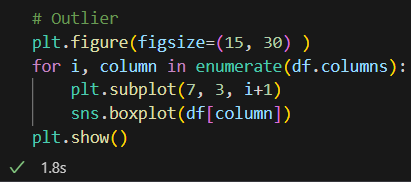 # Outlier
plt.figure(figsize=(15, 30) )
for i, column in enumerate(df.columns):
    plt.subplot(7, 3, i+1)
    sns.boxplot(df[column])
plt.show()
✓ 1.8s